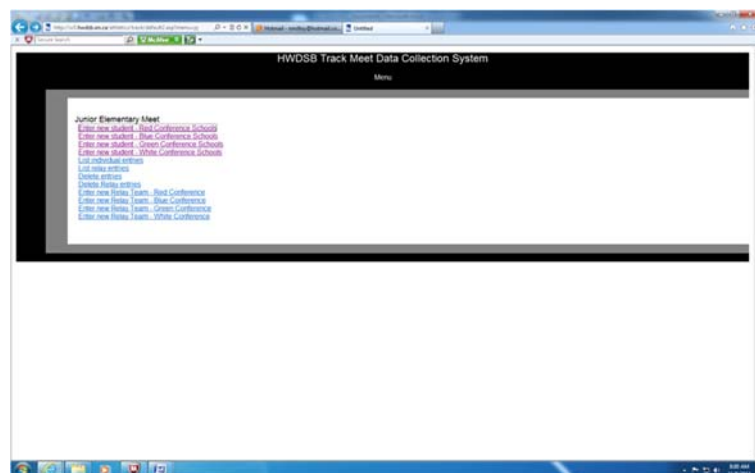 HWDSB Track Meet Data Collection System
Menu
Junior Elementary Meet
Enter new student - Red Conference Schools
Enter new student - Blue Conference Schools
Enter new student - Green Conference Schools
Enter new student - White Conference Schools
List individual entries
List relay entries
Delete entries
Delete Relay entries
Enter new Relay Team - Red Conference
Enter new Relay Team - Blue Conference
Enter new Relay Team - Green Conference
Enter new Relay Team - White Conference